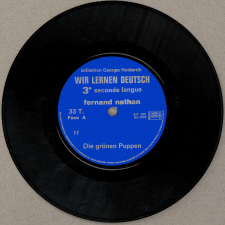 collection Georges Holderith
WIR LERNEN DEUTSCH
3e seconde langue
fernand nathan
33 T.
Face A
17
Die grünen Puppen